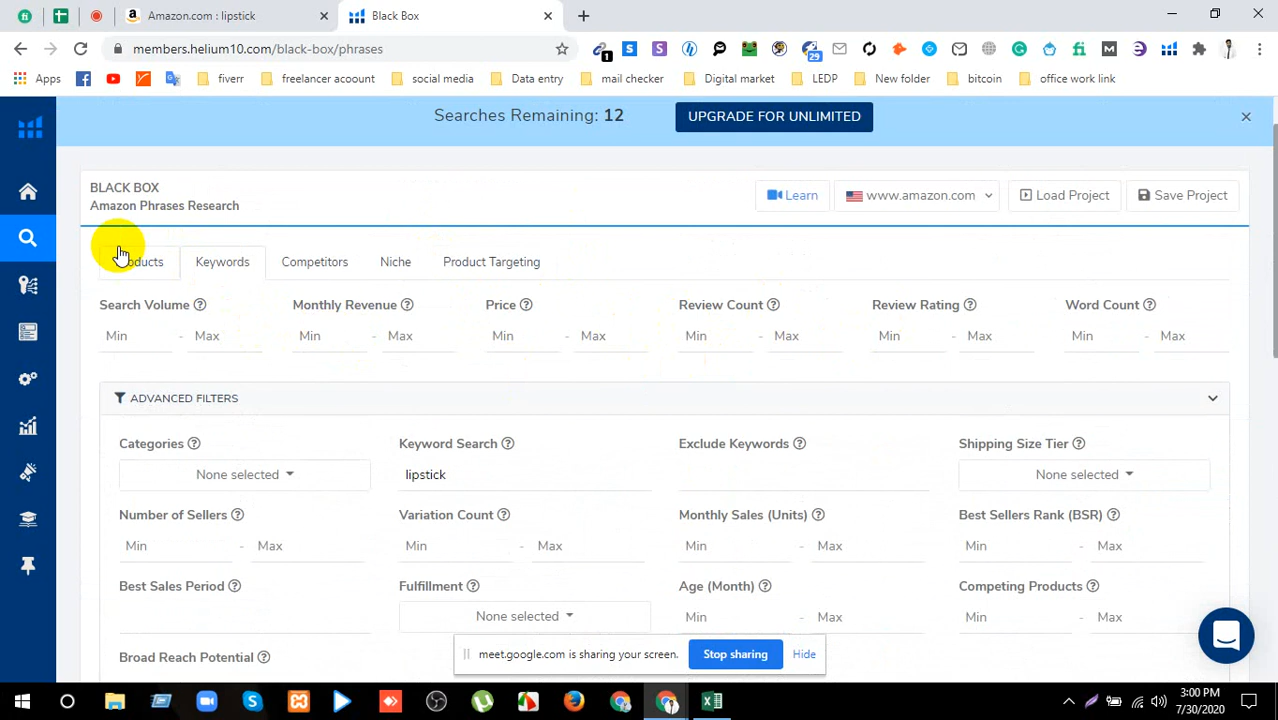 Amazon.com : lipstick
Black Box
members.helium10.com/black-box/phrases
1
29
Apps
fiverr
freelancer acoount
social media
Data entry
mail checker
Digital market
LEDP
New folder
bitcoin
office work link
Searches Remaining: 12
UPGRADE FOR UNLIMITED
BLACK BOX
Amazon Phrases Research
Learn
www.amazon.com
Load Project
Save Project
Keywords
Competitors
Niche
Product Targeting
Search Volume
Monthly Revenue
Price
Review Count
Review Rating
Word Count
Min - Max
Min - Max
Min - Max
Min - Max
Min - Max
Min - Max
ADVANCED FILTERS
Categories
Keyword Search
Exclude Keywords
Shipping Size Tier
None selected
lipstick
None selected
Number of Sellers
Variation Count
Monthly Sales (Units)
Best Sellers Rank (BSR)
Min - Max
Min - Max
Min - Max
Min - Max
Best Sales Period
Fulfillment
Age (Month)
Competing Products
None selected
Min - Max
Min - Max
Broad Reach Potential
meet.google.com is sharing your screen.
Stop sharing
Hide
3:00 PM
7/30/2020